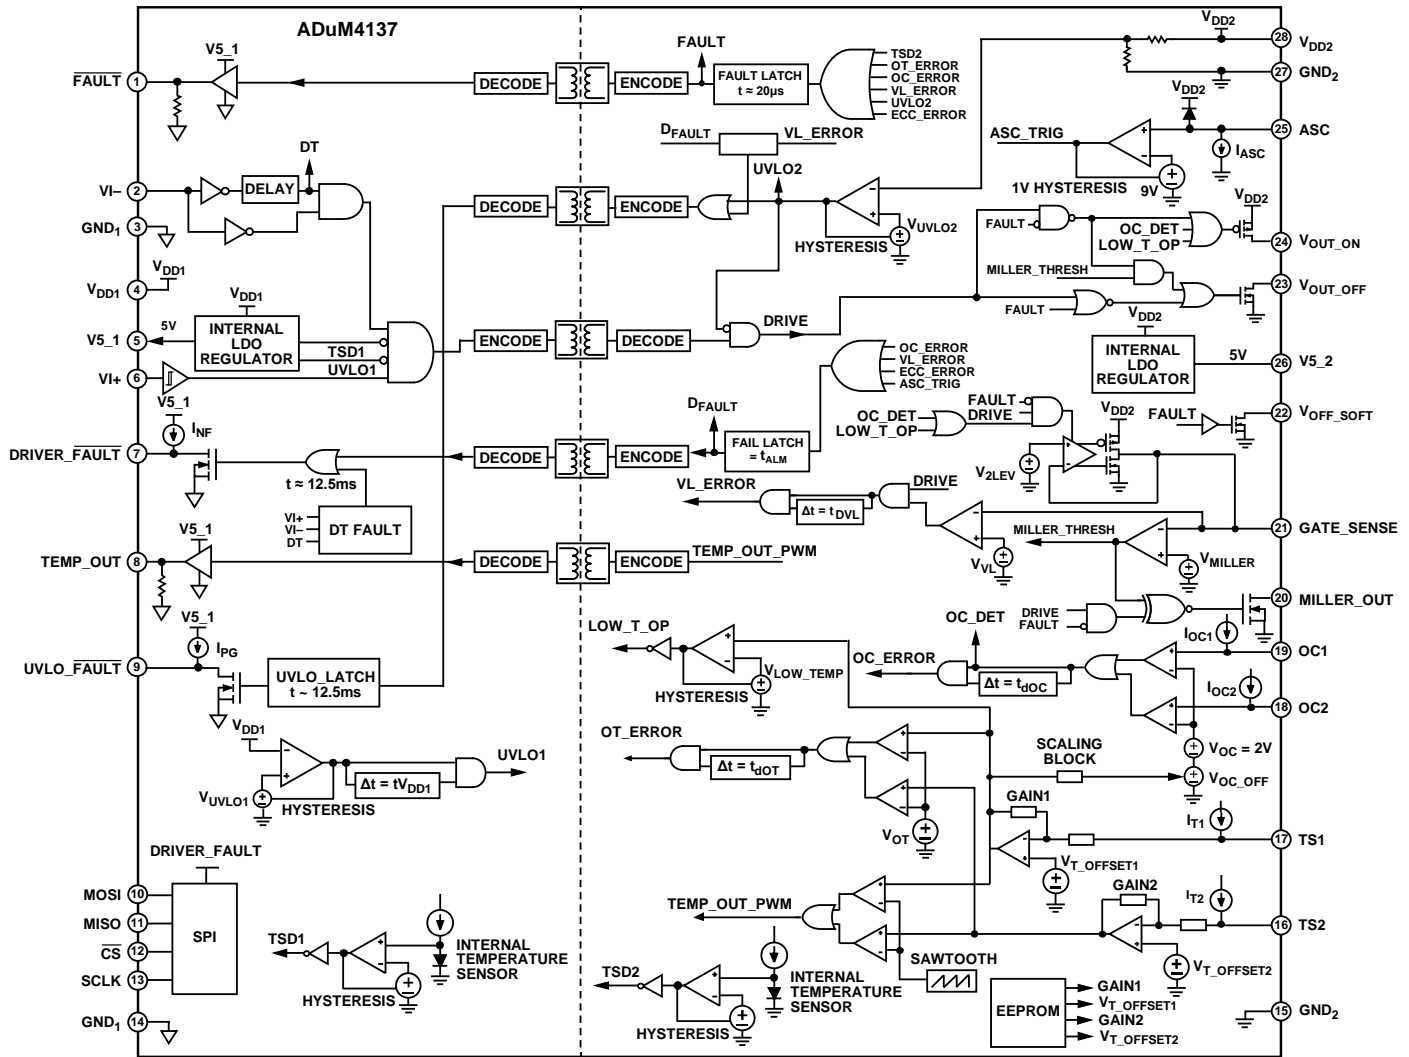 ADuM4137
FAULT
1
V5_1
DECODE
ENCODE
FAULT
FAULT LATCH
t ≈ 20µs
TSD2
OT_ERROR
OC_ERROR
VL_ERROR
UVLO2
ECC_ERROR
VDD2
28
VDD2
27
GND2
DFAULT
VL_ERROR
ASC_TRIG
VDD2
25
ASC
IASC
1V HYSTERESIS
9V
VI−
2
DELAY
DT
GND1
3
DECODE
ENCODE
UVLO2
HYSTERESIS
VUVLO2
FAULT
OC_DET
LOW_T_OP
VDD2
24
VOUT_ON
MILLER_THRESH
FAULT
23
VOUT_OFF
VDD1
4
VDD1
VDD1
V5_1
5
5V
INTERNAL
LDO
REGULATOR
TSD1
UVLO1
VI+
6
ENCODE
DECODE
DRIVE
VDD2
INTERNAL
LDO
REGULATOR
5V
26
V5_2
OC_ERROR
VL_ERROR
ECC_ERROR
ASC_TRIG
V5_1
INF
DRIVER_FAULT
7
t ≈ 12.5ms
VI+
VI−
DT
DT FAULT
DECODE
ENCODE
DFAULT
FAIL LATCH
= tALM
FAULT
DRIVE
OC_DET
LOW_T_OP
VDD2
V2LEV
FAULT
22
VOFF_SOFT
VL_ERROR
Δt = tDVL
DRIVE
VVL
MILLER_THRESH
VMILLER
21
GATE_SENSE
V5_1
TEMP_OUT
8
DECODE
ENCODE
TEMP_OUT_PWM
DRIVE
FAULT
20
MILLER_OUT
V5_1
IPG
UVLO_FAULT
9
UVLO_LATCH
t ~ 12.5ms
LOW_T_OP
HYSTERESIS
VLOW_TEMP
OC_DET
OC_ERROR
Δt = tdOC
IOC1
19
OC1
IOC2
18
OC2
VOC = 2V
VOC_OFF
SCALING
BLOCK
VDD1
VUVLO1
HYSTERESIS
Δt = tVDD1
UVLO1
OT_ERROR
Δt = tdOT
VOT
GAIN1
IT1
17
TS1
VT_OFFSET1
DRIVER_FAULT
MOSI
10
MISO
11
CS
12
SCLK
13
SPI
GND1
14
TSD1
HYSTERESIS
INTERNAL
TEMPERATURE
SENSOR
TEMP_OUT_PWM
SAWTOOTH
GAIN2
IT2
16
TS2
VT_OFFSET2
TSD2
HYSTERESIS
INTERNAL
TEMPERATURE
SENSOR
EEPROM
GAIN1
VT_OFFSET1
GAIN2
VT_OFFSET2
15
GND2